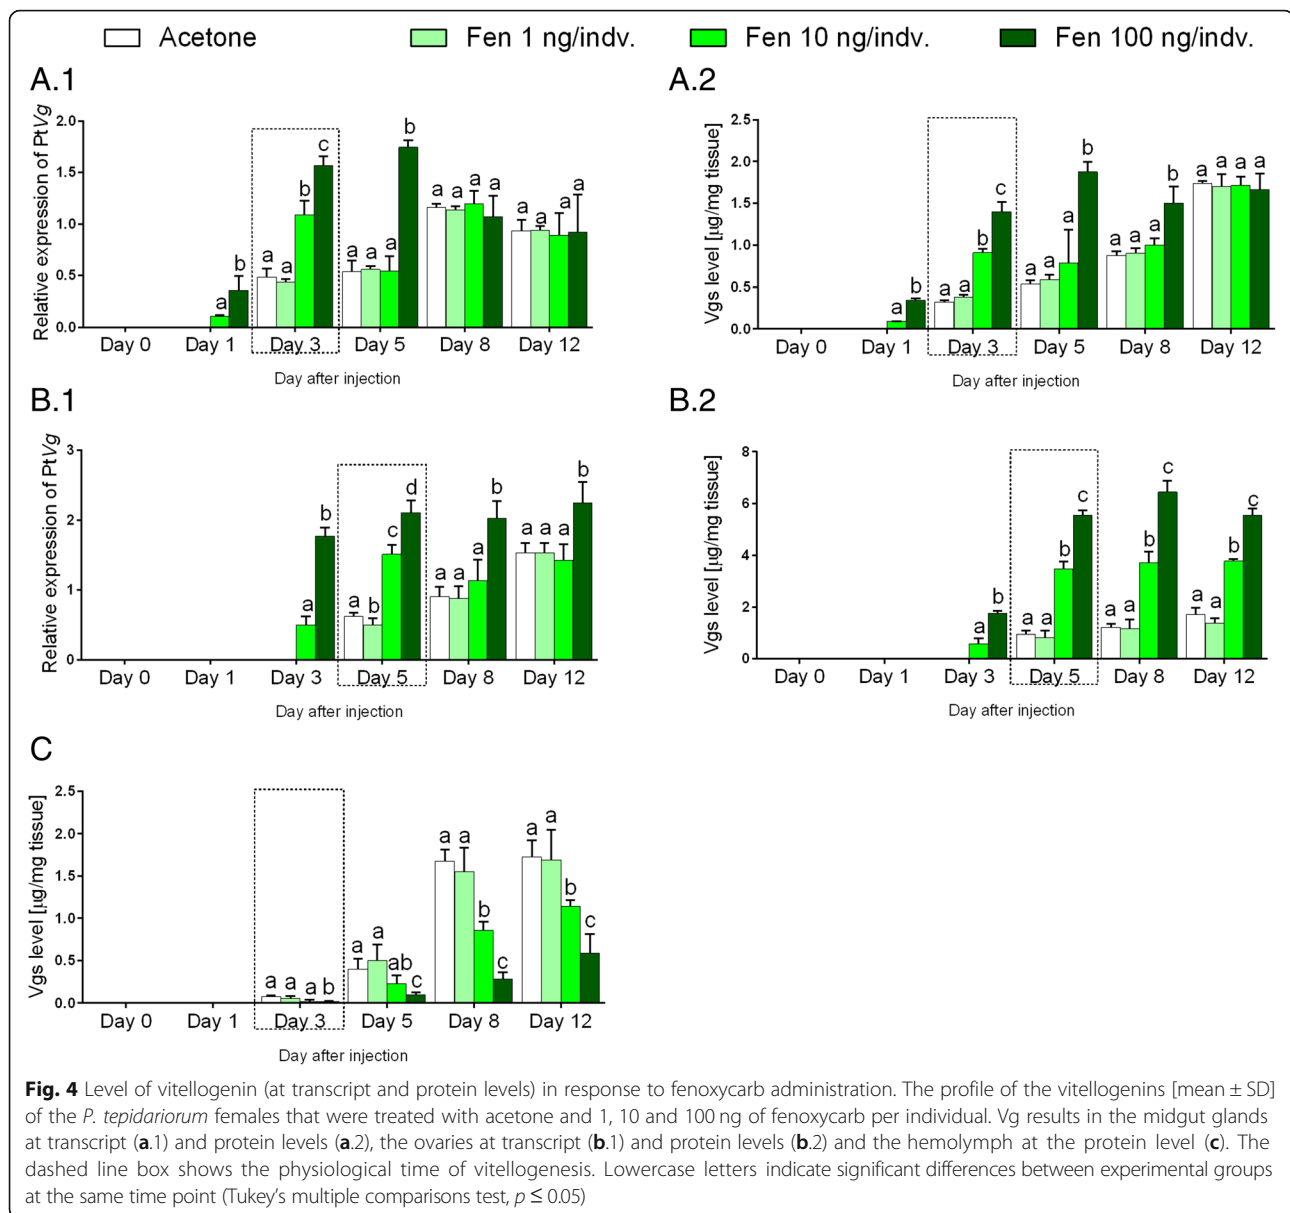 Acetone Fen 1 ng/indv. Fen 10 ng/indv. Fen 100 ng/indv.
A.1
Relative expression of PtVg
2.0
1.5
1.0
0.5
0.0
a b
a a b c
a a a b
a a a a
a a a a
Day 0 Day 1 Day 3 Day 5 Day 8 Day 12
Day after injection
A.2
Vgs level [µg/mg tissue]
2.5
2.0
1.5
1.0
0.5
0.0
a b
a a b c
a a a b
a a a b
a a a a
Day 0 Day 1 Day 3 Day 5 Day 8 Day 12
Day after injection
B.1
Relative expression of PtVg
3
2
1
0
a b
a b c d
a a a b
a a a b
Day 0 Day 1 Day 3 Day 5 Day 8 Day 12
Day after injection
B.2
Vgs level [µg/mg tissue]
8
6
4
2
0
a b
a a b c
a a b c
a a b c
Day 0 Day 1 Day 3 Day 5 Day 8 Day 12
Day after injection
C
Vgs level [µg/mg tissue]
2.5
2.0
1.5
1.0
0.5
0.0
a a a b
a a ab c
a a b c
a a b c
Day 0 Day 1 Day 3 Day 5 Day 8 Day 12
Day after injection
Fig. 4 Level of vitellogenin (at transcript and protein levels) in response to fenoxycarb administration. The profile of the vitellogenins [mean ± SD]
of the P. tepidariorum females that were treated with acetone and 1, 10 and 100 ng of fenoxycarb per individual. Vg results in the midgut glands
at transcript (a.1) and protein levels (a.2), the ovaries at transcript (b.1) and protein levels (b.2) and the hemolymph at the protein level (c). The
dashed line box shows the physiological time of vitellogenesis. Lowercase letters indicate significant differences between experimental groups
at the same time point (Tukey's multiple comparisons test, p ≤ 0.05)